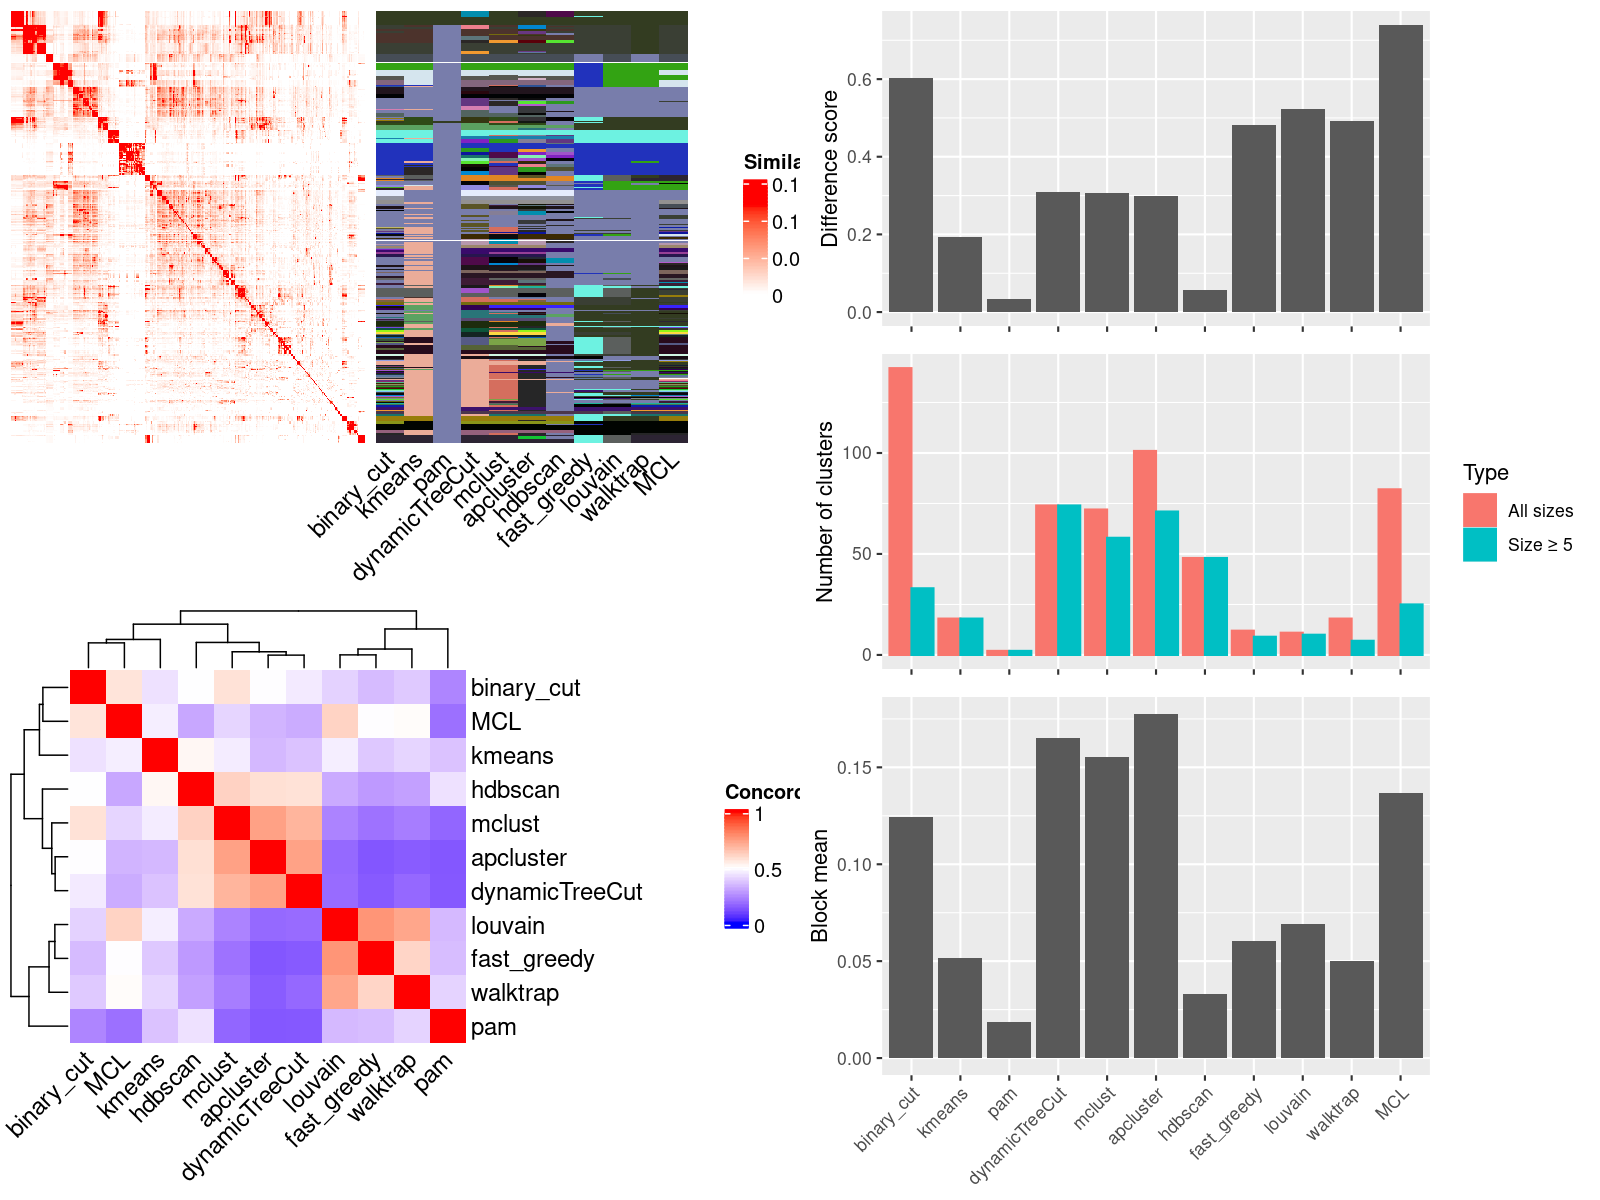 Simila
0.1
0.1
0.0
0
binary_cut
kmeans
pam
dynamicTreeCut
mclust
apcluster
hdbscan
fast_greedy
louvain
walktrap
MCL
binary_cut
MCL
kmeans
hdbscan
mclust
apcluster
dynamicTreeCut
louvain
fast_greedy
walktrap
pam
binary_cut
MCL
kmeans
hdbscan
mclust
apcluster
dynamicTreeCut
louvain
fast_greedy
walktrap
pam
Concord
1
0.5
0
Difference score
0.6
0.4
0.2
0.0
Number of clusters
100
50
0
Type
All sizes
Size ≥ 5
Block mean
0.15
0.10
0.05
0.00
binary_cut
kmeans
pam
dynamicTreeCut
mclust
apcluster
hdbscan
fast_greedy
louvain
walktrap
MCL